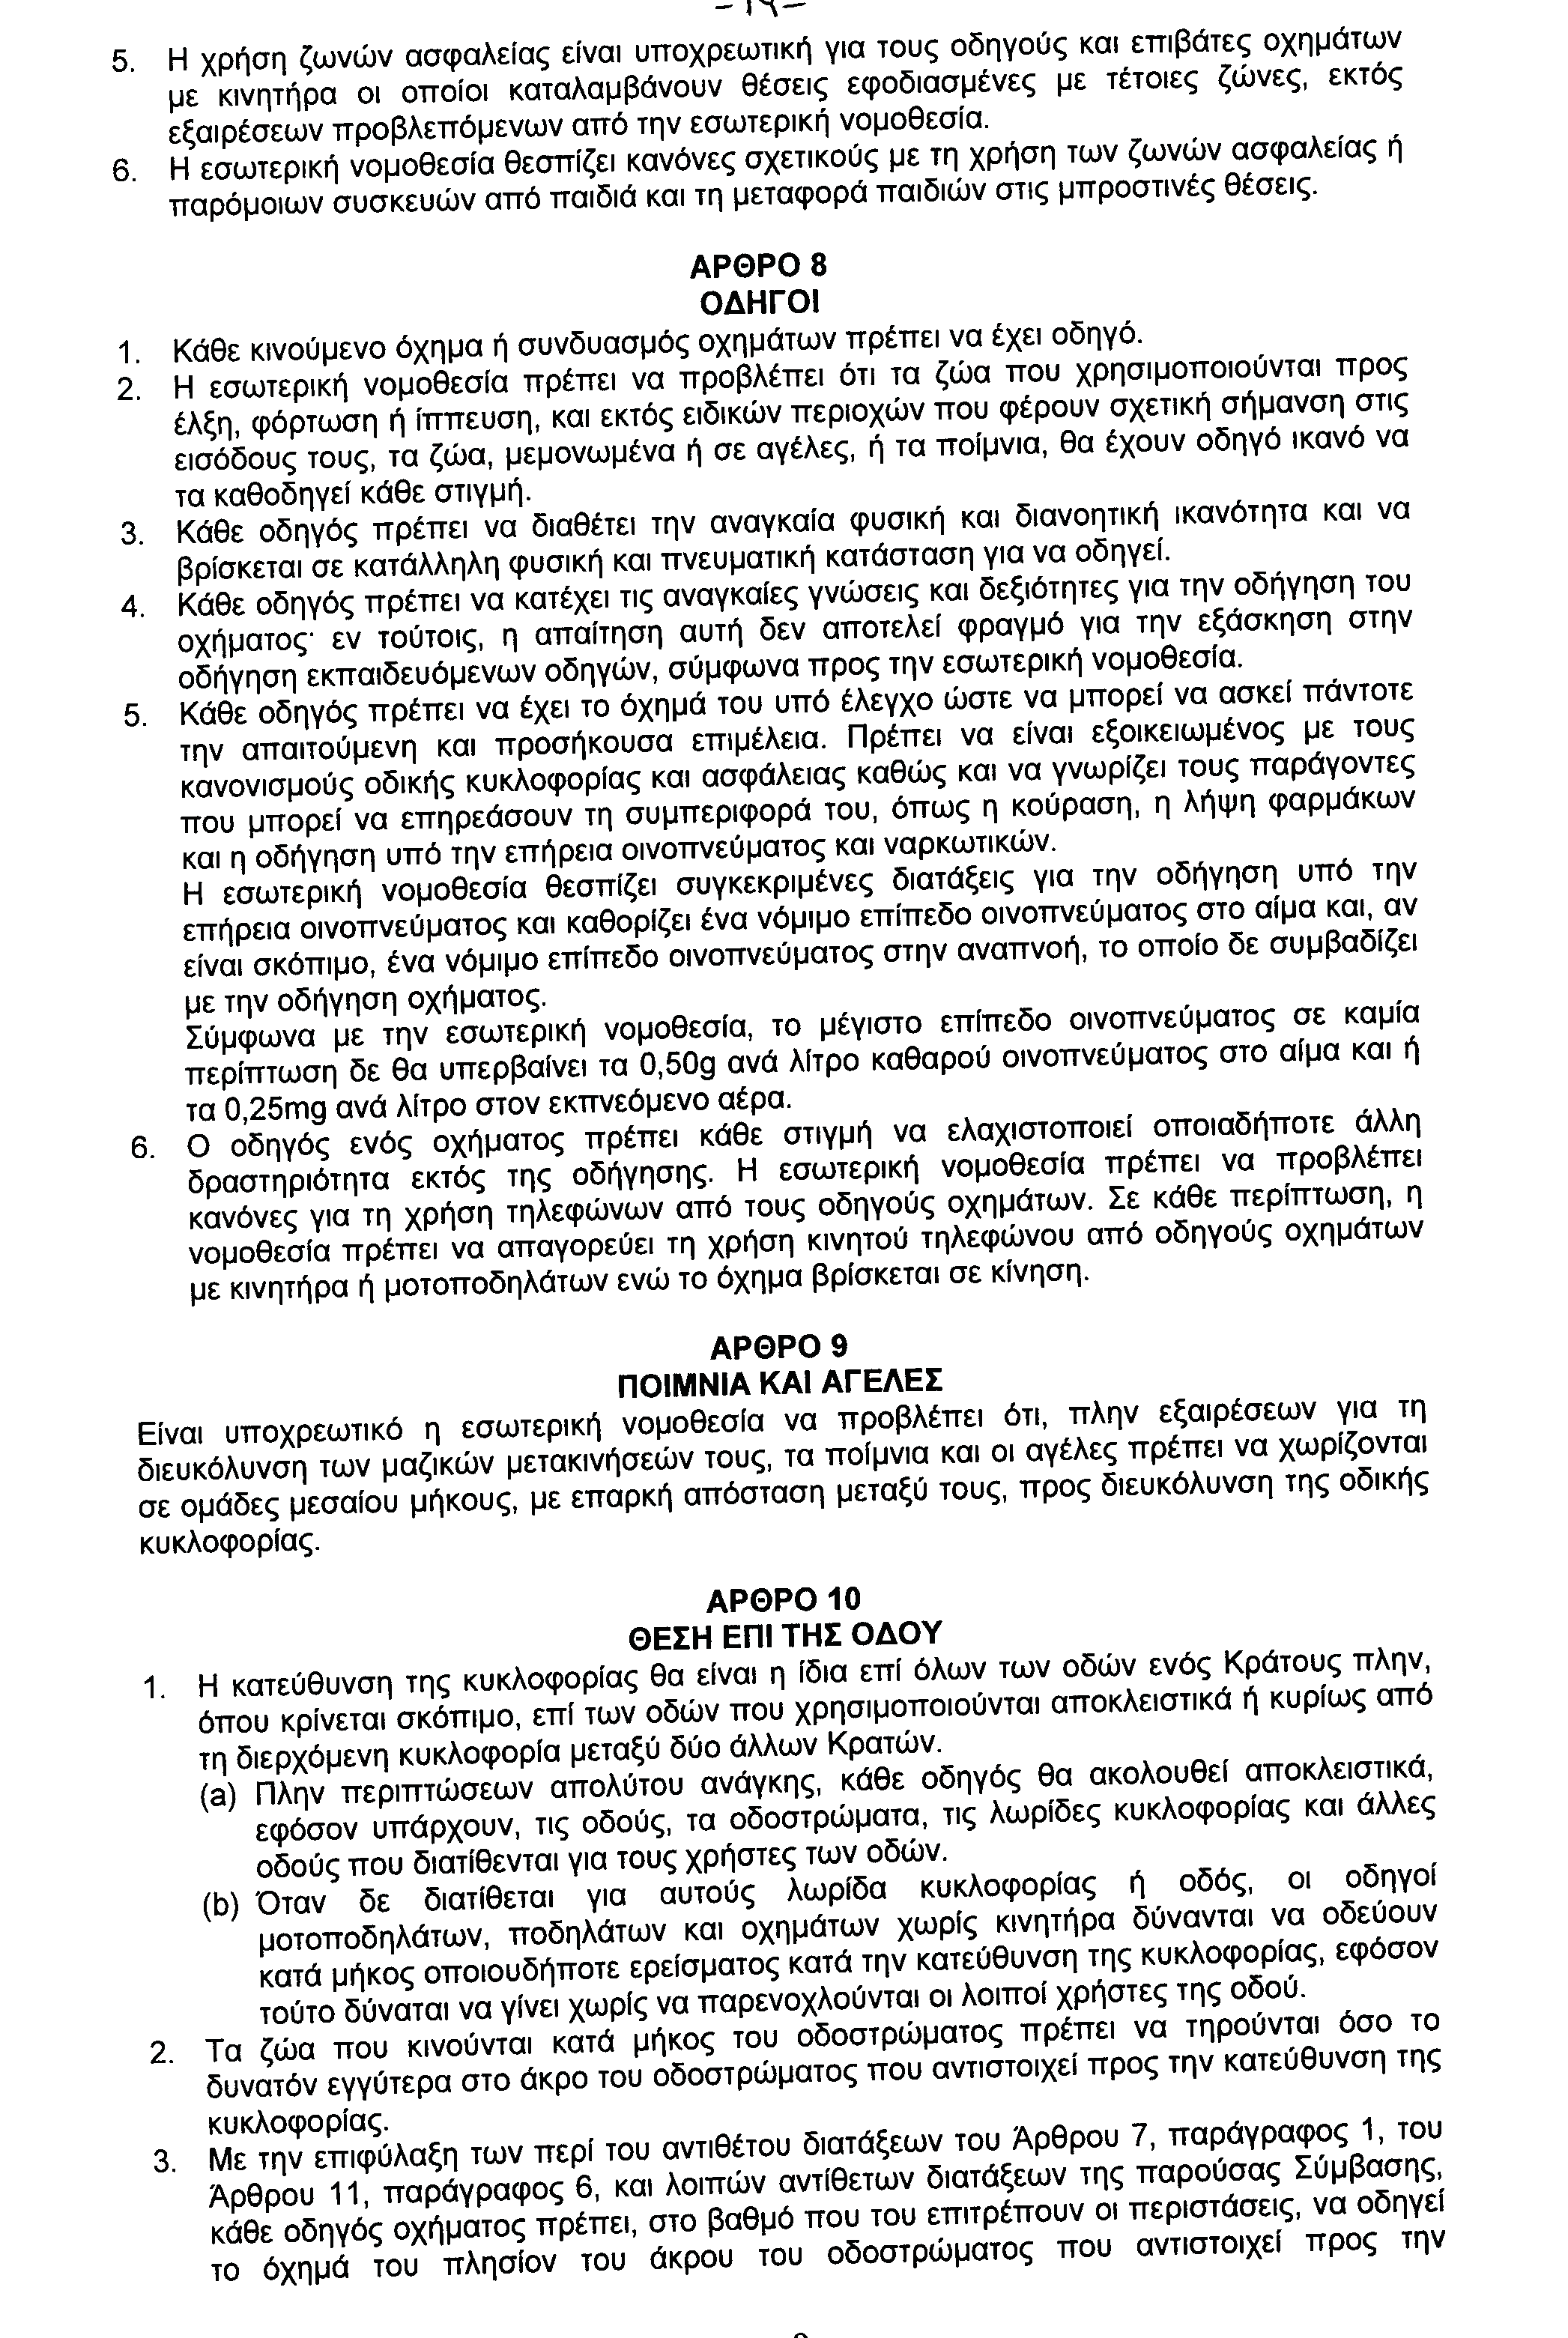 5. Η χρήση ζωνών ασφαλείας είναι υποχρεωτική για τους οδηγούς και επιβάτες οχημάτων
με κινητήρα οι οποίοι καταλαμβάνουν θέσεις εφοδιασμένες με τέτοιες ζώνες, εκτός
εξαιρέσεων προβλεπόμενων από την εσωτερική νομοθεσία.
6. Η εσωτερική νομοθεσία θεσπίζει κανόνες σχετικούς με τη χρήση των ζωνών ασφαλείας ή
παρόμοιων συσκευών από παιδιά και τη μεταφορά παιδιών στις μπροστινές θέσεις.
ΑΡΘΡΟ 8
ΟΔΗΓΟΙ
1. Κάθε κινούμενο όχημα ή συνδυασμός οχημάτων πρέπει να έχει οδηγό.
2. Η εσωτερική νομοθεσία πρέπει να προβλέπει ότι τα ζώα που χρησιμοποιούνται προς
έλξη, φόρτωση ή ίππευση, και εκτός ειδικών περιοχών που φέρουν σχετική σήμανση στις
εισόδους τους, τα ζώα, μεμονωμένα ή σε αγέλες, ή τα ποίμνια, θα έχουν οδηγό ικανό να
τα καθοδηγεί κάθε στιγμή.
3. Κάθε οδηγός πρέπει να διαθέτει την αναγκαία φυσική και διανοητική ικανότητα και να
βρίσκεται σε κατάλληλη φυσική και πνευματική κατάσταση για να οδηγεί.
4. Κάθε οδηγός πρέπει να κατέχει τις αναγκαίες γνώσεις και δεξιότητες για την οδήγηση του
οχήματος· εν τούτοις, η απαίτηση αυτή δεν αποτελεί φραγμό για την εξάσκηση στην
οδήγηση εκπαιδευόμενων οδηγών, σύμφωνα προς την εσωτερική νομοθεσία.
5. Κάθε οδηγός πρέπει να έχει το όχημά του υπό έλεγχο ώστε να μπορεί να ασκεί πάντοτε
την απαιτούμενη και προσήκουσα επιμέλεια. Πρέπει να είναι εξοικειωμένος με τους
κανονισμούς οδικής κυκλοφορίας και ασφάλειας καθώς και να γνωρίζει τους παράγοντες
που μπορεί να επηρεάσουν τη συμπεριφορά του, όπως η κούραση, η λήψη φαρμάκων
και η οδήγηση υπό την επήρεια οινοπνεύματος και ναρκωτικών.
Η εσωτερική νομοθεσία θεσπίζει συγκεκριμένες διατάξεις για την οδήγηση υπό την
επήρεια οινοπνεύματος και καθορίζει ένα νόμιμο επίπεδο οινοπνεύματος στο αίμα και, αν
είναι σκόπιμο, ένα νόμιμο επίπεδο οινοπνεύματος στην αναπνοή, το οποίο δε συμβαδίζει
με την οδήγηση οχήματος.
Σύμφωνα με την εσωτερική νομοθεσία, το μέγιστο επίπεδο οινοπνεύματος σε καμία
περίπτωση δε θα υπερβαίνει τα 0,50g ανά λίτρο καθαρού οινοπνεύματος στο αίμα και ή
τα 0,25mg ανά λίτρο στον εκπνεόμενο αέρα.
6. Ο οδηγός ενός οχήματος πρέπει κάθε στιγμή να ελαχιστοποιεί οποιαδήποτε άλλη
δραστηριότητα εκτός της οδήγησης. Η εσωτερική νομοθεσία πρέπει να προβλέπει
κανόνες για τη χρήση τηλεφώνων από τους οδηγούς οχημάτων. Σε κάθε περίπτωση, η
νομοθεσία πρέπει να απαγορεύει τη χρήση κινητού τηλεφώνου από οδηγούς οχημάτων
με κινητήρα ή μοτοποδηλάτων ενώ το όχημα βρίσκεται σε κίνηση.
ΑΡΘΡΟ 9
ΠΟΙΜΝΙΑ ΚΑΙ ΑΓΕΛΕΣ
Είναι υποχρεωτικό η εσωτερική νομοθεσία να προβλέπει ότι, πλην εξαιρέσεων για τη
διευκόλυνση των μαζικών μετακινήσεών τους, τα ποίμνια και οι αγέλες πρέπει να χωρίζονται
σε ομάδες μεσαίου μήκους, με επαρκή απόσταση μεταξύ τους, προς διευκόλυνση της οδικής
κυκλοφορίας.
ΑΡΘΡΟ 10
ΘΕΣΗ ΕΠΙ ΤΗΣ ΟΔΟΥ
1. Η κατεύθυνση της κυκλοφορίας θα είναι η ίδια επί όλων των οδών ενός Κράτους πλην,
όπου κρίνεται σκόπιμο, επί των οδών που χρησιμοποιούνται αποκλειστικά ή κυρίως από
τη διερχόμενη κυκλοφορία μεταξύ δύο άλλων Κρατών.
(a) Πλην περιπτώσεων απολύτου ανάγκης, κάθε οδηγός θα ακολουθεί αποκλειστικά,
εφόσον υπάρχουν, τις οδούς, τα οδοστρώματα, τις λωρίδες κυκλοφορίας και άλλες
οδούς που διατίθενται για τους χρήστες των οδών.
(b) Όταν δε διατίθεται για αυτούς λωρίδα κυκλοφορίας ή οδός, οι οδηγοί
μοτοποδηλάτων, ποδηλάτων και οχημάτων χωρίς κινητήρα δύνανται να οδεύουν
κατά μήκος οποιουδήποτε ερείσματος κατά την κατεύθυνση της κυκλοφορίας, εφόσον
τούτο δύναται να γίνει χωρίς να παρενοχλούνται οι λοιποί χρήστες της οδού.
2. Τα ζώα που κινούνται κατά μήκος του οδοστρώματος πρέπει να τηρούνται όσο το
δυνατόν εγγύτερα στο άκρο του οδοστρώματος που αντιστοιχεί προς την κατεύθυνση της
κυκλοφορίας.
3. Με την επιφύλαξη των περί του αντιθέτου διατάξεων του Άρθρου 7, παράγραφος 1, του
Άρθρου 11, παράγραφος 6, και λοιπών αντίθετων διατάξεων της παρούσας Σύμβασης,
κάθε οδηγός οχήματος πρέπει, στο βαθμό που του επιτρέπουν οι περιστάσεις, να οδηγεί
το όχημά του πλησίον του άκρου του οδοστρώματος που αντιστοιχεί προς την